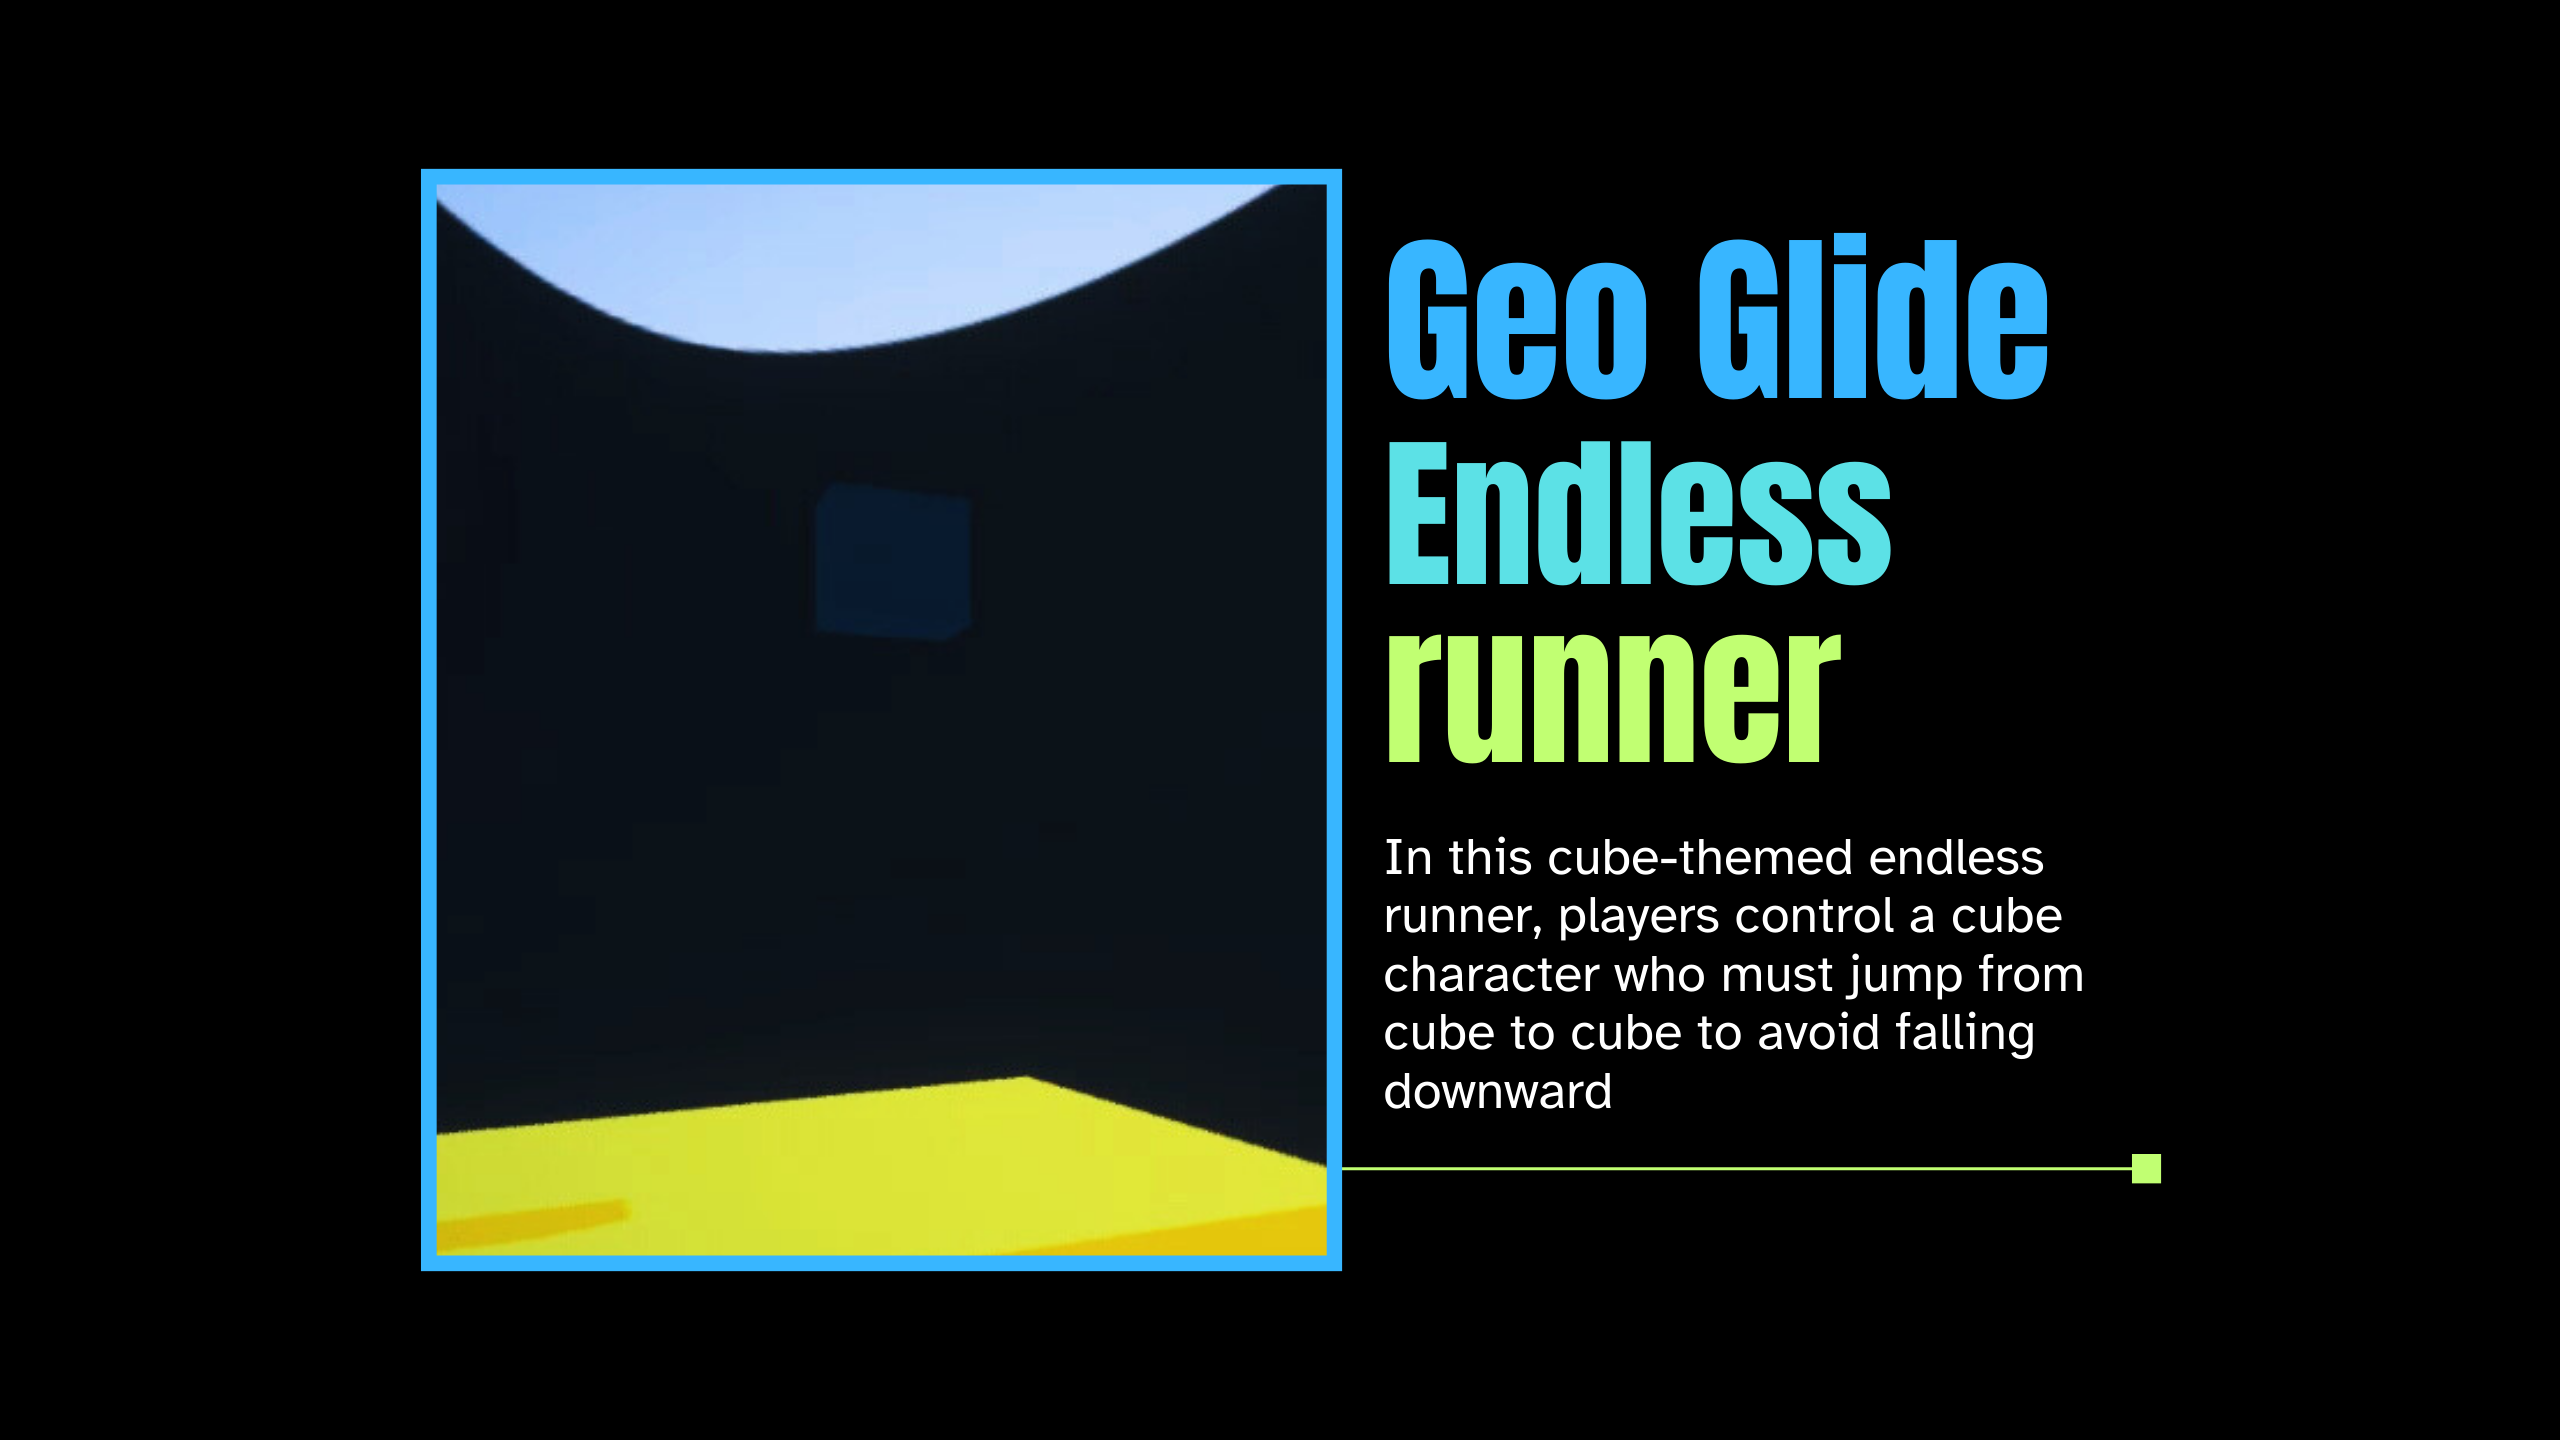 Geo Glide
Endless
runner
In this cube-themed endless
runner, players control a cube
character who must jump from
cube to cube to avoid falling
downward